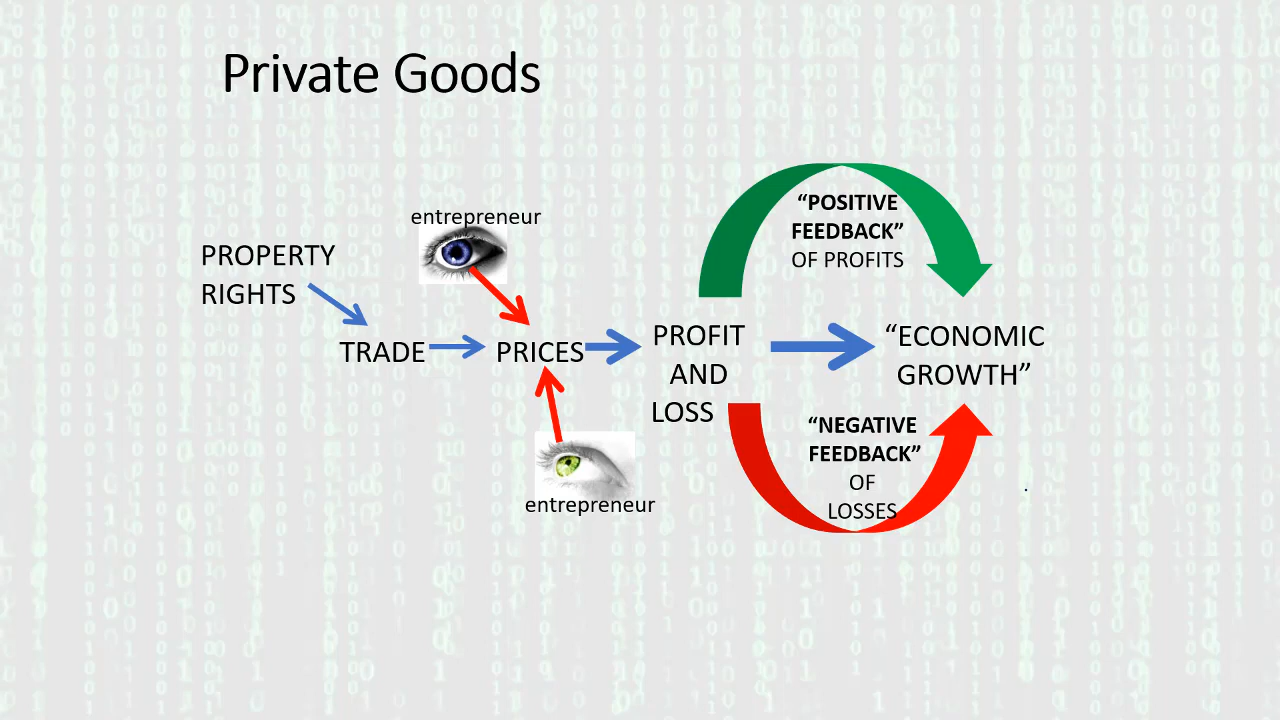 Private Goods
entrepreneur
PROPERTY
RIGHTS
TRADE
PRICES
entrepreneur
PROFIT
AND
LOSS
“POSITIVE
FEEDBACK”
OF PROFITS
“ECONOMIC
GROWTH”
“NEGATIVE
FEEDBACK”
OF
LOSSES